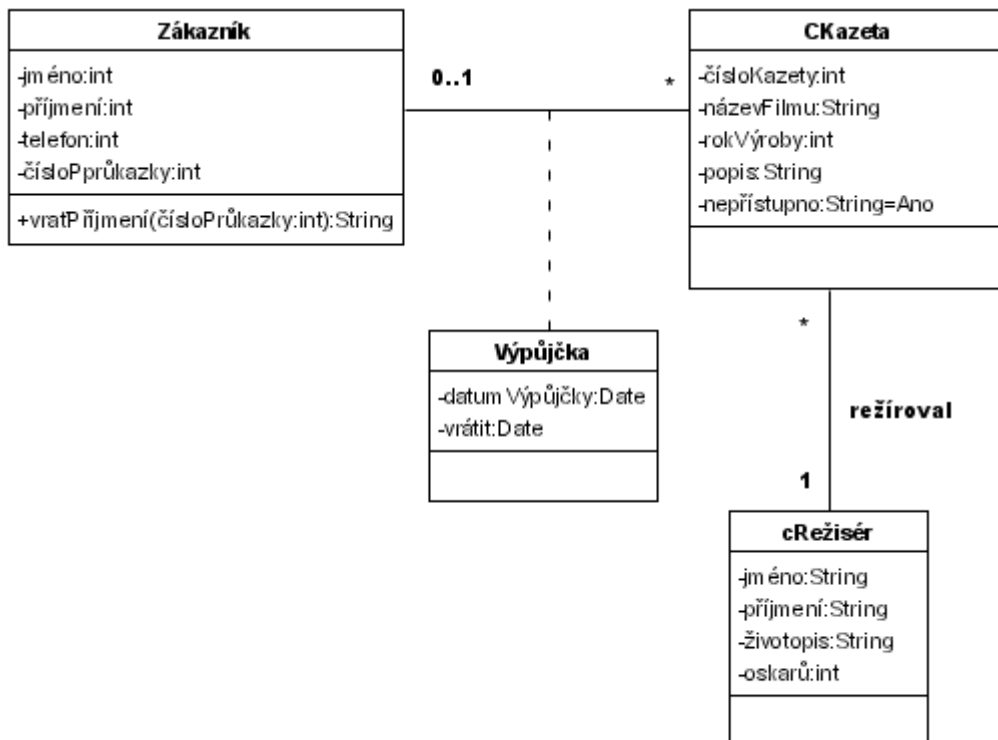 Zákazník
-jméno:int
-příjmení:int
-telefon:int
-čísloPprůkazky:int
+vratPříjmení(čísloPrůkazky:int):String
0..1
*
CKazeta
-čísloKazety:int
-názevFilmu:String
-rokVýroby:int
-popis:String
-nepřístupno:String=Ano
Výpůjčka
-datumVýpůjčky:Date
-vrátit:Date
*
režíroval
1
cRežisér
-jméno:String
-příjmení:String
-životopis:String
-oskarů:int